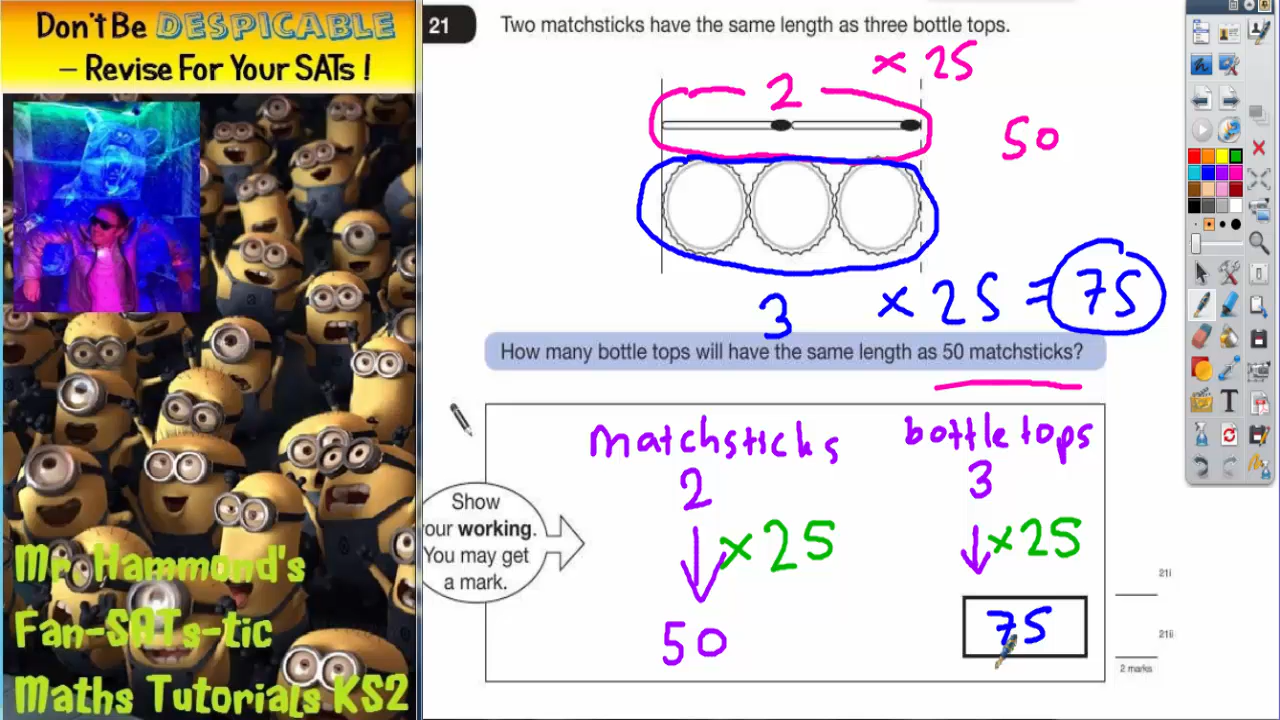 Don't Be DESPICABLE
– Revise For Your SATs !
Mr. Hammond's
Fan-SATs-tic
Maths Tutorials KS2
21
Two matchsticks have the same length as three bottle tops.
2
× 25
50
3
× 25 = 75
How many bottle tops will have the same length as 50 matchsticks?
matchsticks
bottle tops
2
3
×25
×25
50
75
Show
our working.
You may get
a mark.
21i
21ii
2 marks
T